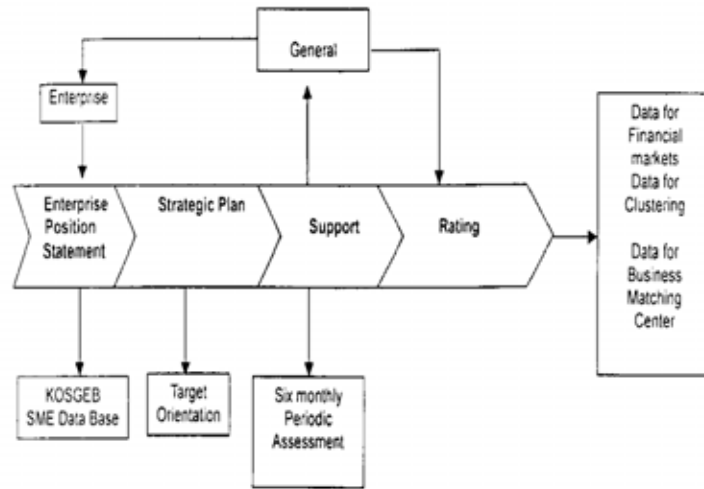 General
Enterprise
Enterprise
Position
Statement
Strategic Plan
Support
Rating
Data for
Financial
markets
Data for
Clustering
Data for
Business
Matching
Center
KOSGEB
SME Data Base
Target
Orientation
Six monthly
Periodic
Assessment